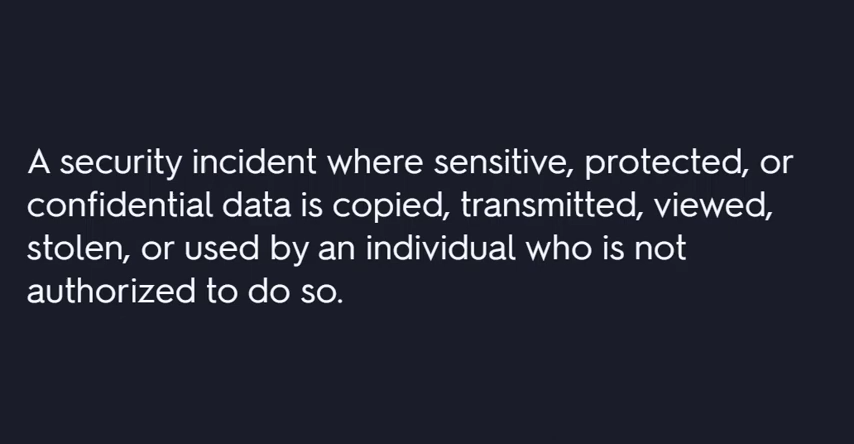 A security incident where sensitive, protected, or
confidential data is copied, transmitted, viewed,
stolen, or used by an individual who is not
authorized to do so.